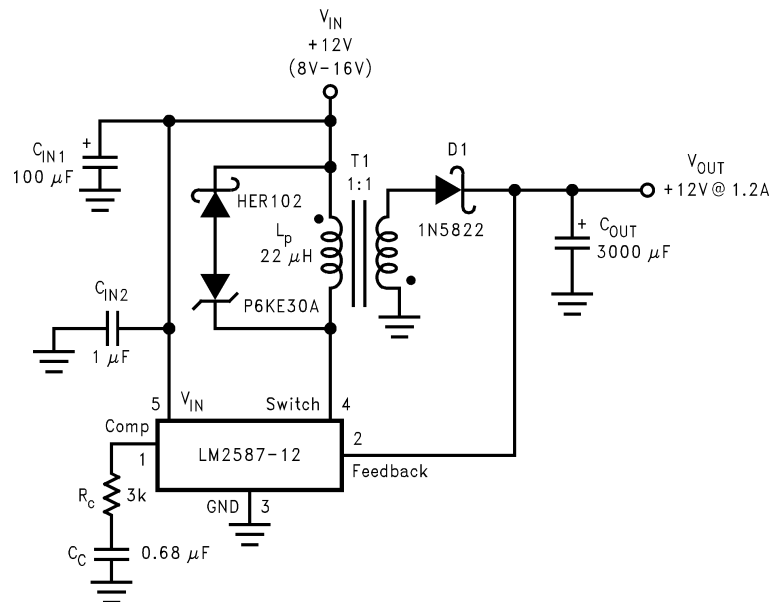 V_IN
+12V
(8V–16V)
C_IN1
+
100 μF
T1
1:1
D1
V_OUT
+12V @ 1.2A
HER102
L_p
22 μH
1N5822
+
C_OUT
3000 μF
C_IN2
1 μF
P6KE30A
5
V_IN
Switch
4
Comp
1
LM2587-12
2
Feedback
R_C
3k
GND
3
C_C
0.68 μF